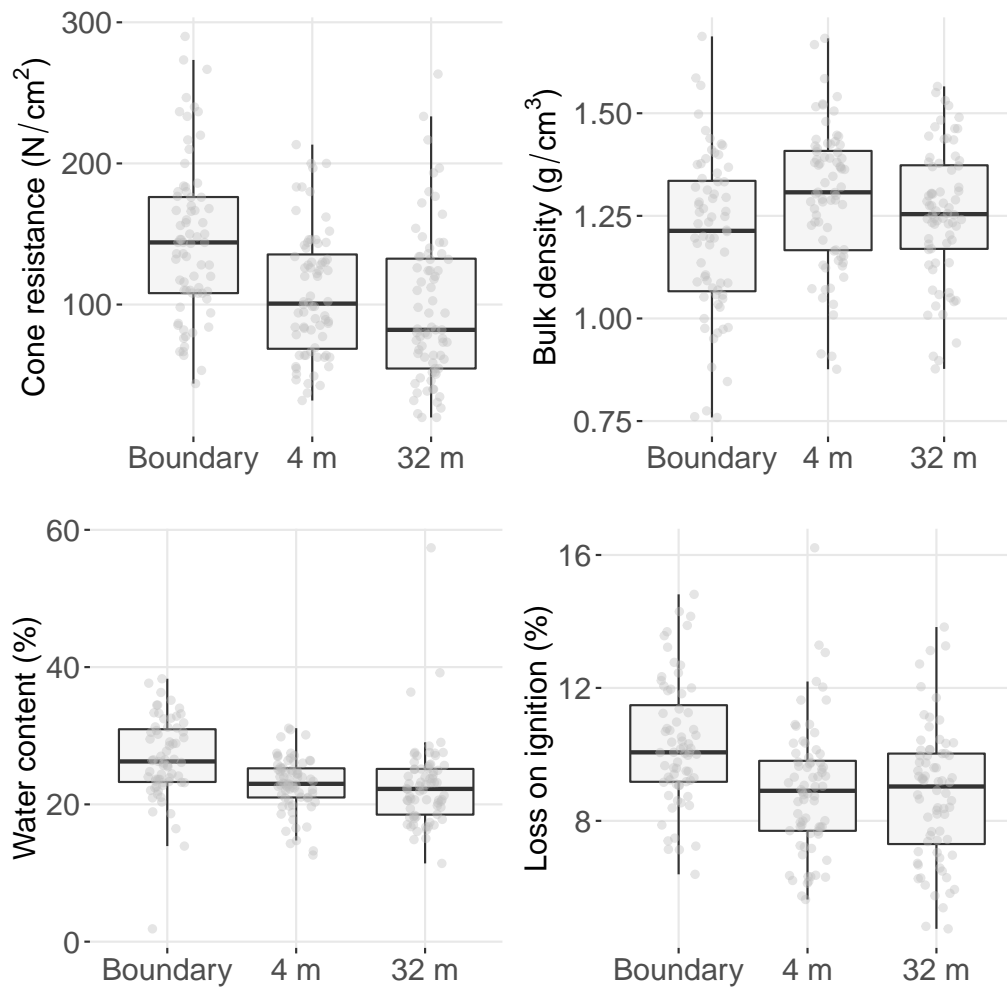 Cone resistance (N/cm²)
300
200
100
Boundary 4 m 32 m
Bulk density (g/cm³)
1.50
1.25
1.00
0.75
Boundary 4 m 32 m
Water content (%)
60
40
20
0
Boundary 4 m 32 m
Loss on ignition (%)
16
12
8
Boundary 4 m 32 m